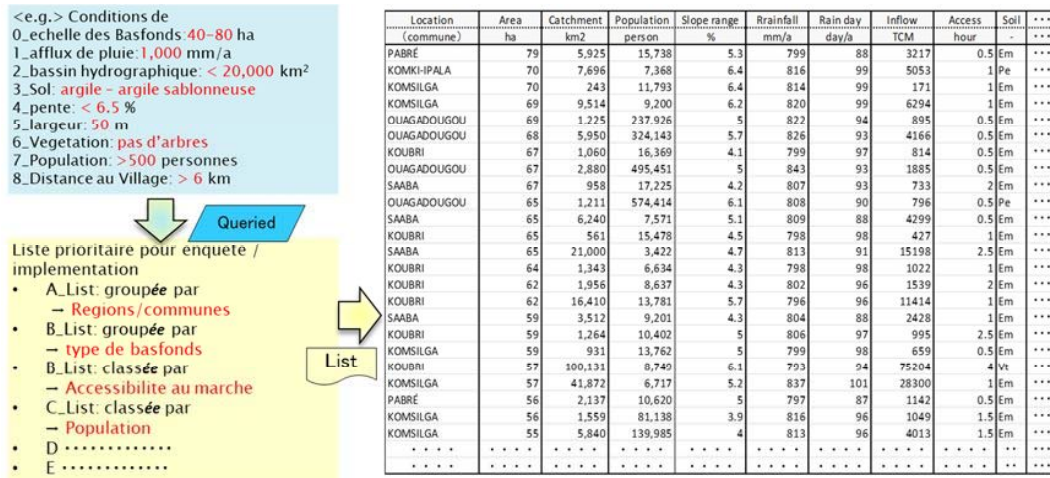 <e.g.> Conditions de
0_echelle des Basfonds: 40-80 ha
1_afflux de pluie: 1,000 mm/a
2_bassin hydrographique: < 20,000 km²
3_Sol: argile - argile sablonneuse
4_pente: < 6.5 %
5_largeur: 50 m
6_Vegetation: pas d'arbres
7_Population: >500 personnes
8_Distance au Village: > 6 km
Queried
Liste prioritaire pour enquête /
implementation
• A_List: groupée par
→ Regions/communes
• B_List: groupée par
→ type de basfonds
• B_List: classée par
→ Accessibilite au marche
• C_List: classée par
→ Population
• D ·············
• E ·············
List
Location Area Catchment Population Slope range Rrainfall Rain day Inflow Access Soil ···
(commune) ha km2 person % mm/a day/a TCM hour - ···
PABRÉ 79 5,925 15,738 5.3 799 88 3217 0.5 Em ···
KOMKI-IPALA 70 7,696 7,368 6.4 816 99 5053 1 Pe ···
KOMSILGA 70 243 11,793 6.4 814 99 171 1 Em ···
KOMSILGA 69 9,514 9,200 6.2 820 99 6294 1 Em ···
OUAGADOUGOU 69 1,225 237,926 5 822 94 895 0.5 Em ···
OUAGADOUGOU 68 5,950 324,143 5.7 826 93 4166 0.5 Em ···
KOUBRI 67 1,060 16,369 4.1 799 97 814 0.5 Em ···
OUAGADOUGOU 67 2,880 495,451 5 843 93 1885 0.5 Em ···
SAABA 67 958 17,225 4.2 807 93 733 2 Em ···
OUAGADOUGOU 65 1,211 574,414 6.1 808 90 796 0.5 Pe ···
SAABA 65 6,240 7,571 5.1 809 88 4299 0.5 Em ···
KOUBRI 65 561 15,478 4.5 798 98 427 1 Em ···
SAABA 65 21,000 3,422 4.7 813 91 15198 2.5 Em ···
KOUBRI 64 1,343 6,634 4.3 798 98 1022 1 Em ···
KOUBRI 62 1,956 8,637 4.3 802 96 1539 2 Em ···
KOUBRI 62 16,410 13,781 5.7 796 96 11414 1 Em ···
SAABA 59 3,512 9,201 4.3 804 88 2428 1 Em ···
KOUBRI 59 1,264 10,402 5 806 97 995 2.5 Em ···
KOMSILGA 59 931 13,762 5 799 98 659 0.5 Em ···
KOUBRI 57 100,131 8,749 6.1 793 94 75204 4 Vt ···
KOMSILGA 57 41,872 6,717 5.2 837 101 28300 1 Em ···
PABRÉ 56 2,137 10,620 5 797 87 1142 0.5 Em ···
KOMSILGA 56 1,559 81,138 3.9 816 96 1049 1.5 Em ···
KOMSILGA 55 5,840 139,985 4 813 96 4013 1.5 Em ···
···· ···· ···· ···· ···· ···· ···· ···· ···· ·· ···
···· ···· ···· ···· ···· ···· ···· ···· ···· ·· ···